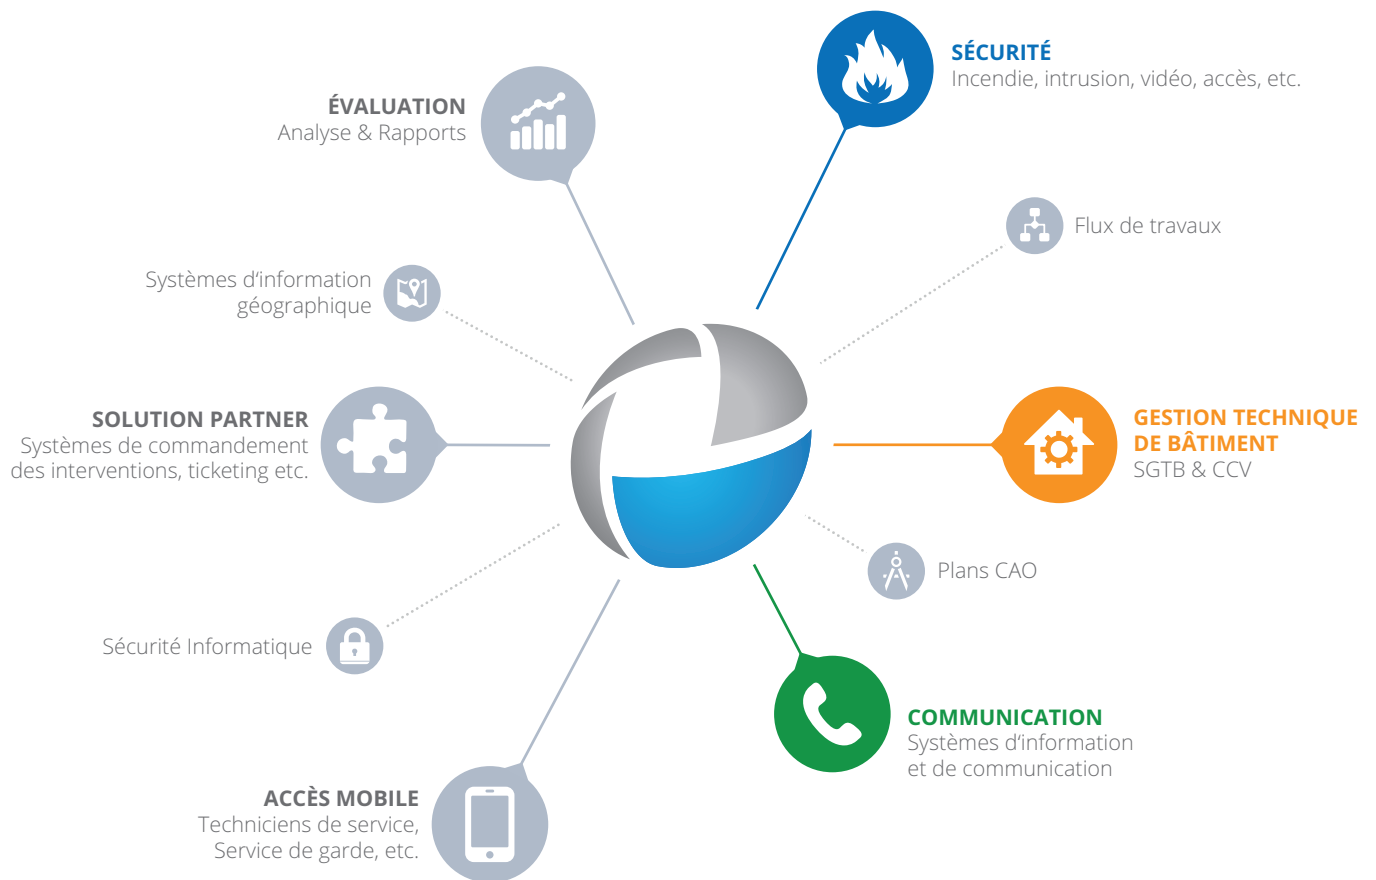 SÉCURITÉ
Incendie, intrusion, vidéo, accès, etc.
ÉVALUATION
Analyse & Rapports
Flux de travaux
Systèmes d‘information
géographique
SOLUTION PARTNER
Systèmes de commandement
des interventions, ticketing etc.
GESTION TECHNIQUE
DE BÂTIMENT
SGTB & CCV
Plans CAO
Sécurité Informatique
COMMUNICATION
Systèmes d‘information
et de communication
ACCÈS MOBILE
Techniciens de service,
Service de garde, etc.